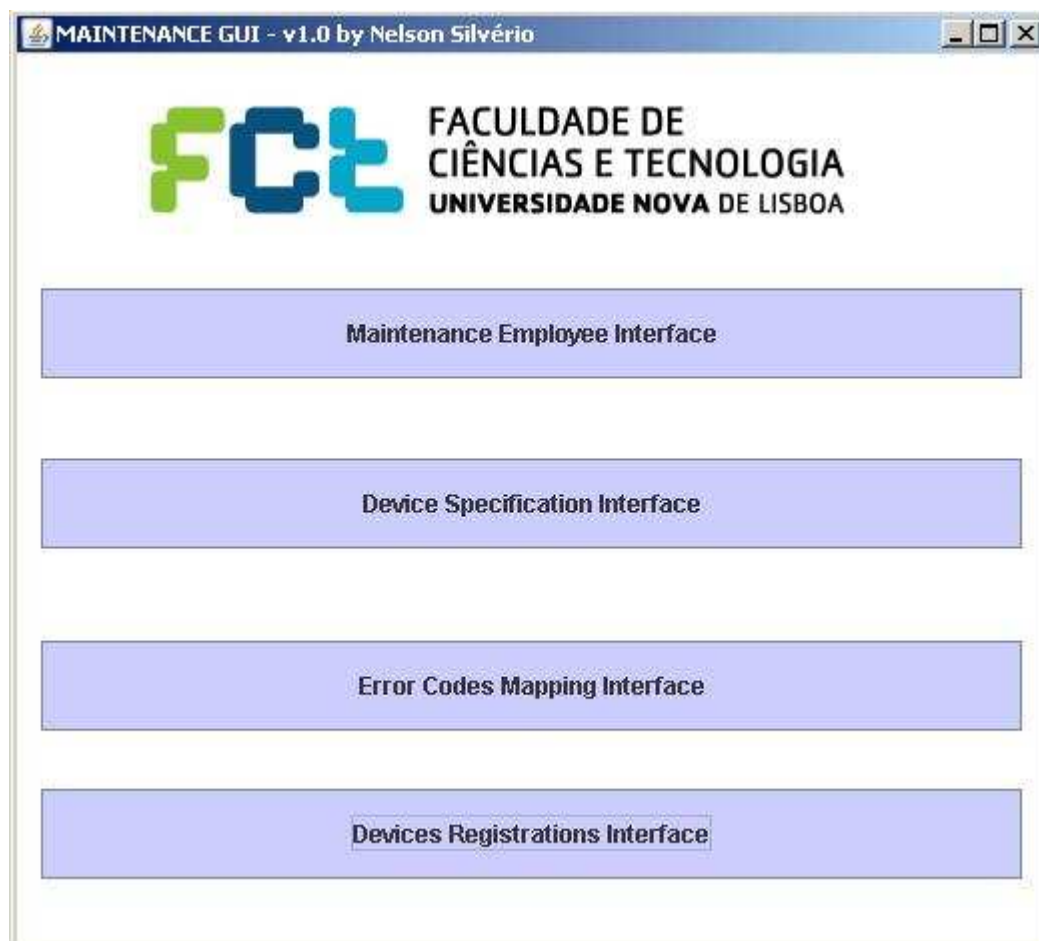 MAINTENANCE GUI - v1.0 by Nelson Silvério
FCt
FACULDADE DE
CIÊNCIAS E TECNOLOGIA
UNIVERSIDADE NOVA DE LISBOA
Maintenance Employee Interface
Device Specification Interface
Error Codes Mapping Interface
Devices Registrations Interface